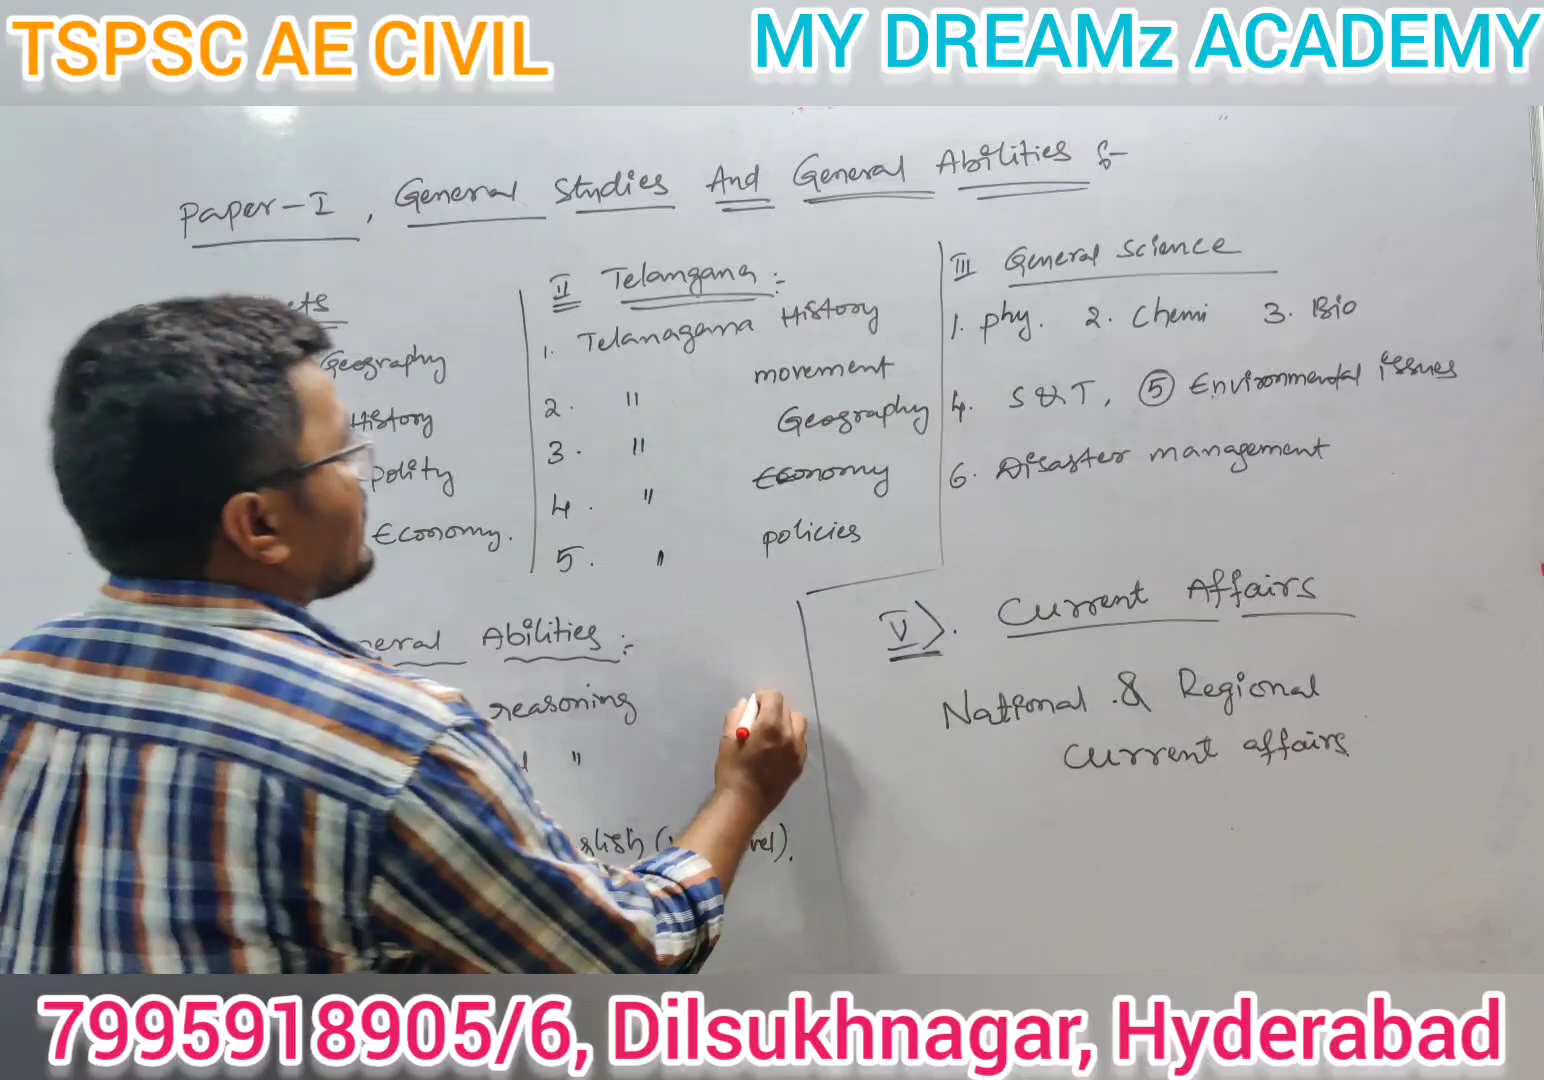 TSPSC AE CIVIL
MY DREAMz ACADEMY
Paper-I, General Studies And General Abilities :-
Geography
History
polity
Economy.
II Telangana :-
1. Telanagana History
2. " movement
3. " Geography
4. " Economy
5. " policies
III General Science
1. phy. 2. Chemi 3. Bio
4. S & T, 5 Environmental issues
6. Disaster management
Abilities :-
reasoning
"
V). Current Affairs
National & Regional
current affairs
7995918905/6, Dilsukhnagar, Hyderabad